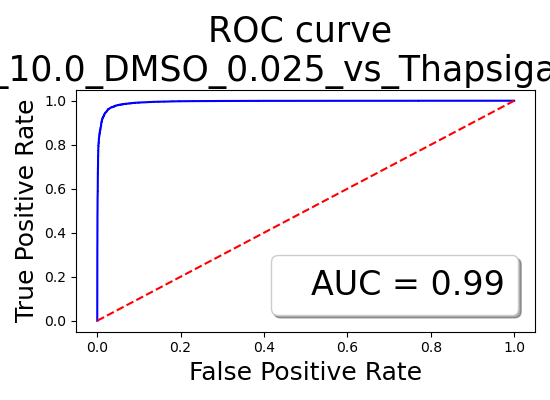 ROC curve
_10.0_DMSO_0.025_vs_Thapsiga
1.0
0.8
0.6
0.4
0.2
0.0
True Positive Rate
AUC = 0.99
0.0 0.2 0.4 0.6 0.8 1.0
False Positive Rate